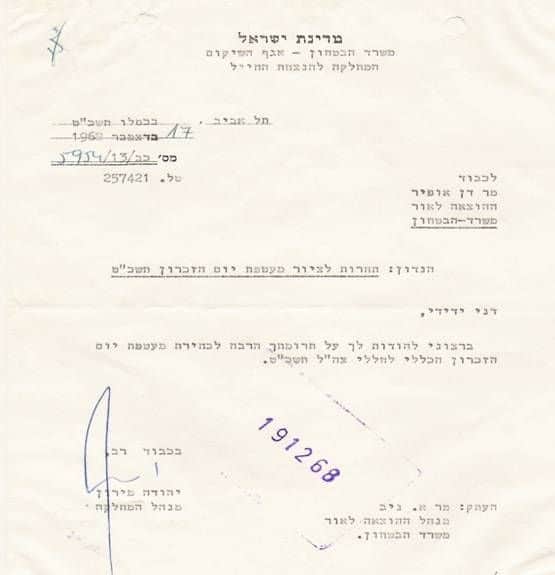 מדינת ישראל
משרד הבטחון – אגף השיקום
המחלקה להנצחת החייל
תל אביב, בכסלו תשכ"ט
17 בדצמבר 1968
מס' כב/13/5954
טל. 257421
לכבוד
מר דן אופיר
ההוצאה לאור
משרד-הבטחון
הנדון: תחרות לציור מעטפת יום הזכרון תשכ"ט
דני ידידי,
ברצוני להודות לך על תרומתך הרבה לבחירת מעטפת יום
הזכרון הכללי לחללי צה"ל תשכ"ט.
191268
בכבוד רב,
יהודה
מנהל המחלקה
העתק: מר א. ניב
מנהל ההוצאה לאור
משרד הבטחון.